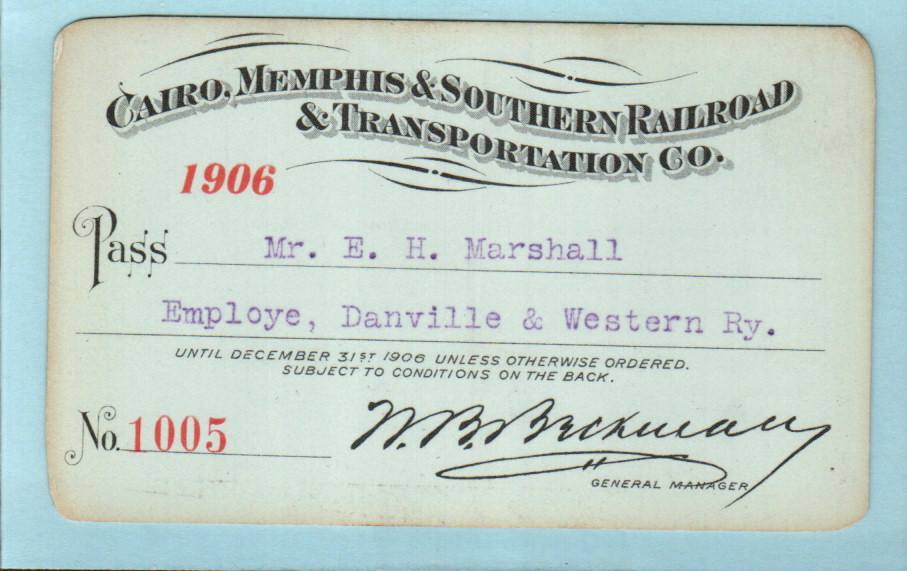 CAIRO, MEMPHIS & SOUTHERN RAILROAD
& TRANSPORTATION CO.
1906
Pass Mr. E. H. Marshall
Employe, Danville & Western Ry.
UNTIL DECEMBER 31ST 1906 UNLESS OTHERWISE ORDERED.
SUBJECT TO CONDITIONS ON THE BACK.
No. 1005
W. B. Beckman
GENERAL MANAGER